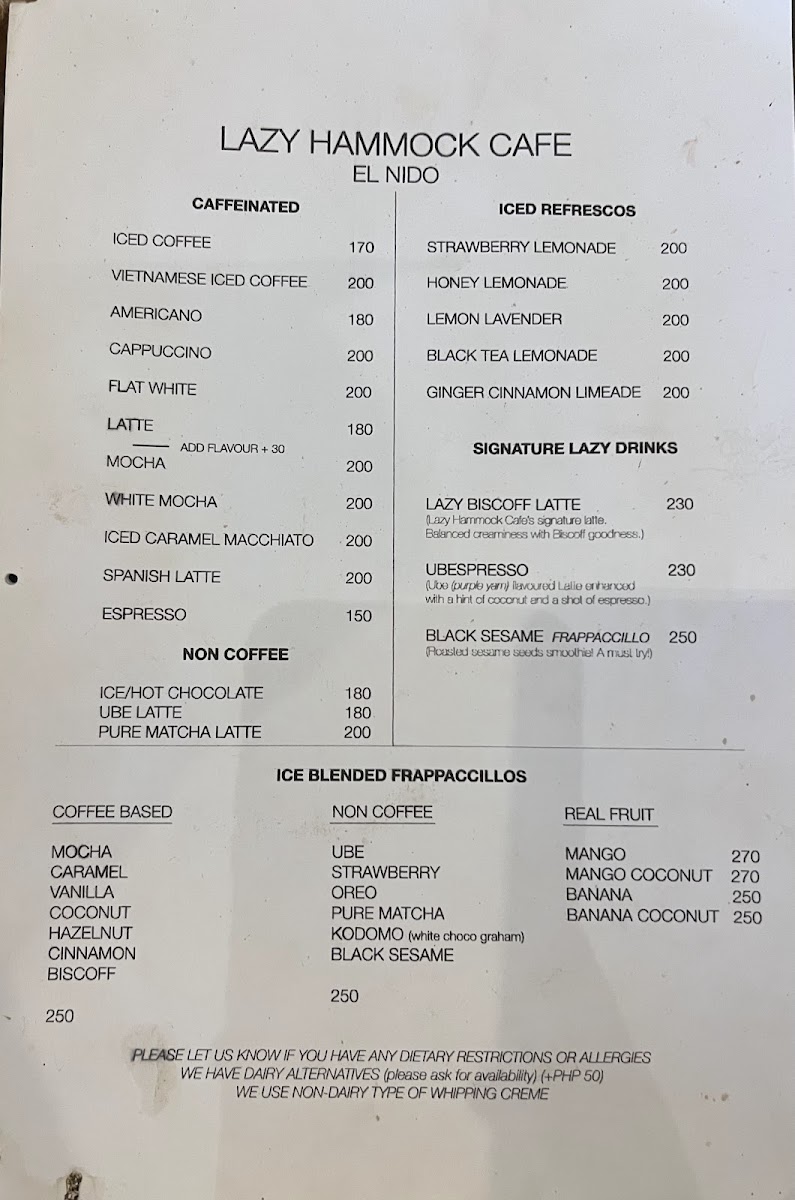 LAZY HAMMOCK CAFE
EL NIDO
CAFFEINATED
ICED COFFEE 170
VIETNAMESE ICED COFFEE 200
AMERICANO 180
CAPPUCCINO 200
FLAT WHITE 200
LATTE 180
ADD FLAVOUR + 30
MOCHA 200
WHITE MOCHA 200
ICED CARAMEL MACCHIATO 200
SPANISH LATTE 200
ESPRESSO 150
NON COFFEE
ICE/HOT CHOCOLATE 180
UBE LATTE 180
PURE MATCHA LATTE 200
ICED REFRESCOS
STRAWBERRY LEMONADE 200
HONEY LEMONADE 200
LEMON LAVENDER 200
BLACK TEA LEMONADE 200
GINGER CINNAMON LIMEADE 200
SIGNATURE LAZY DRINKS
LAZY BISCOFF LATTE 230
(Lazy Hammock Cafe's signature latte.
Balanced creaminess with Biscoff goodness.)
UBESPRESSO 230
(Ube (purple yam) flavoured Latte enhanced
with a hint of coconut and a shot of espresso.)
BLACK SESAME FRAPPACCILLO 250
(Roasted sesame seeds smoothie! A must try!)
ICE BLENDED FRAPPACCILLOS
COFFEE BASED
MOCHA
CARAMEL
VANILLA
COCONUT
HAZELNUT
CINNAMON
BISCOFF
250
NON COFFEE
UBE
STRAWBERRY
OREO
PURE MATCHA
KODOMO (white choco graham)
BLACK SESAME
250
REAL FRUIT
MANGO 270
MANGO COCONUT 270
BANANA 250
BANANA COCONUT 250
PLEASE LET US KNOW IF YOU HAVE ANY DIETARY RESTRICTIONS OR ALLERGIES
WE HAVE DAIRY ALTERNATIVES (please ask for availability) (+PHP 50)
WE USE NON-DAIRY TYPE OF WHIPPING CREME